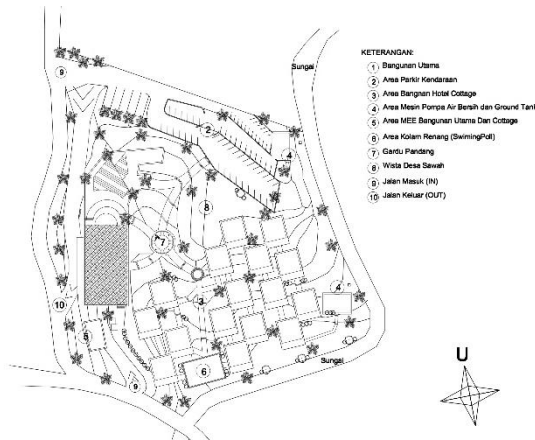 KETERANGAN:
1 Bangunan Utama
2 Area Parkir Kendaraan
3 Area Bangnan Hotel Cottage
4 Area Mesin Pompa Air Bersih dan Ground Tank
5 Area MEE Bangunan Utama Dan Cottage
6 Area Kolam Renang (SwimingPoll)
7 Gardu Pandang
8 Wista Desa Sawah
9 Jalan Masuk (IN)
10 Jalan Keluar (OUT)
Sungai
9
2
4
8
7
3
4
10
5
6
9
Sungai
U